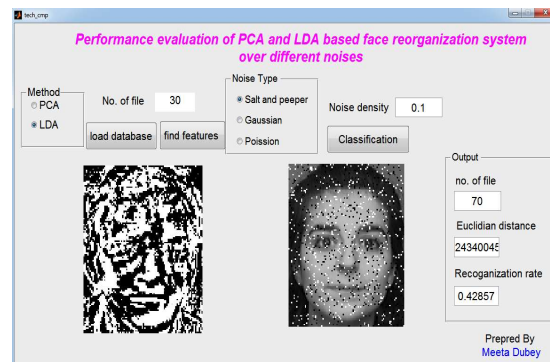 tech_cmp
Performance evaluation of PCA and LDA based face reorganization system
over different noises
Method
PCA
LDA
No. of file 30
load database
find features
Noise Type
Salt and peeper
Gaussian
Poission
Noise density 0.1
Classification
Output
no. of file
70
Euclidian distance
24340045
Recoganization rate
0.42857
Prepred By
Meeta Dubey